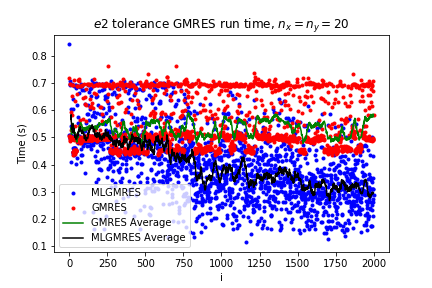 e2 tolerance GMRES run time, n_x = n_y = 20
Time (s)
0.8
0.7
0.6
0.5
0.4
0.3
0.2
0.1
MLGMRES
GMRES
GMRES Average
MLGMRES Average
0 250 500 750 1000 1250 1500 1750 2000
i